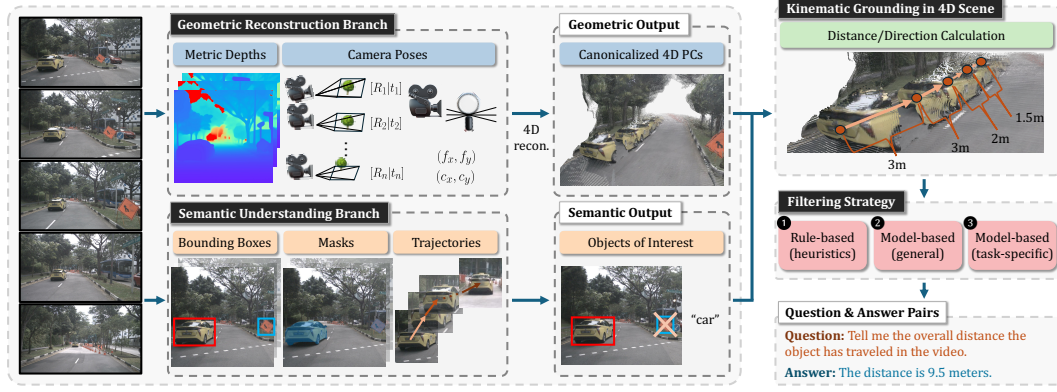 Geometric Reconstruction Branch
Metric Depths
Camera Poses
[R₁|t₁]
[R₂|t₂]
[Rₙ|tₙ]
(fₓ, fᵧ)
(cₓ, cᵧ)
4D
recon.
Geometric Output
Canonicalized 4D PCs
Semantic Understanding Branch
Bounding Boxes
Masks
Trajectories
Semantic Output
Objects of Interest
“car”
Kinematic Grounding in 4D Scene
Distance/Direction Calculation
3m
3m
2m
1.5m
Filtering Strategy
1
Rule-based
(heuristics)
2
Model-based
(general)
3
Model-based
(task-specific)
Question & Answer Pairs
Question: Tell me the overall distance the
object has traveled in the video.
Answer: The distance is 9.5 meters.